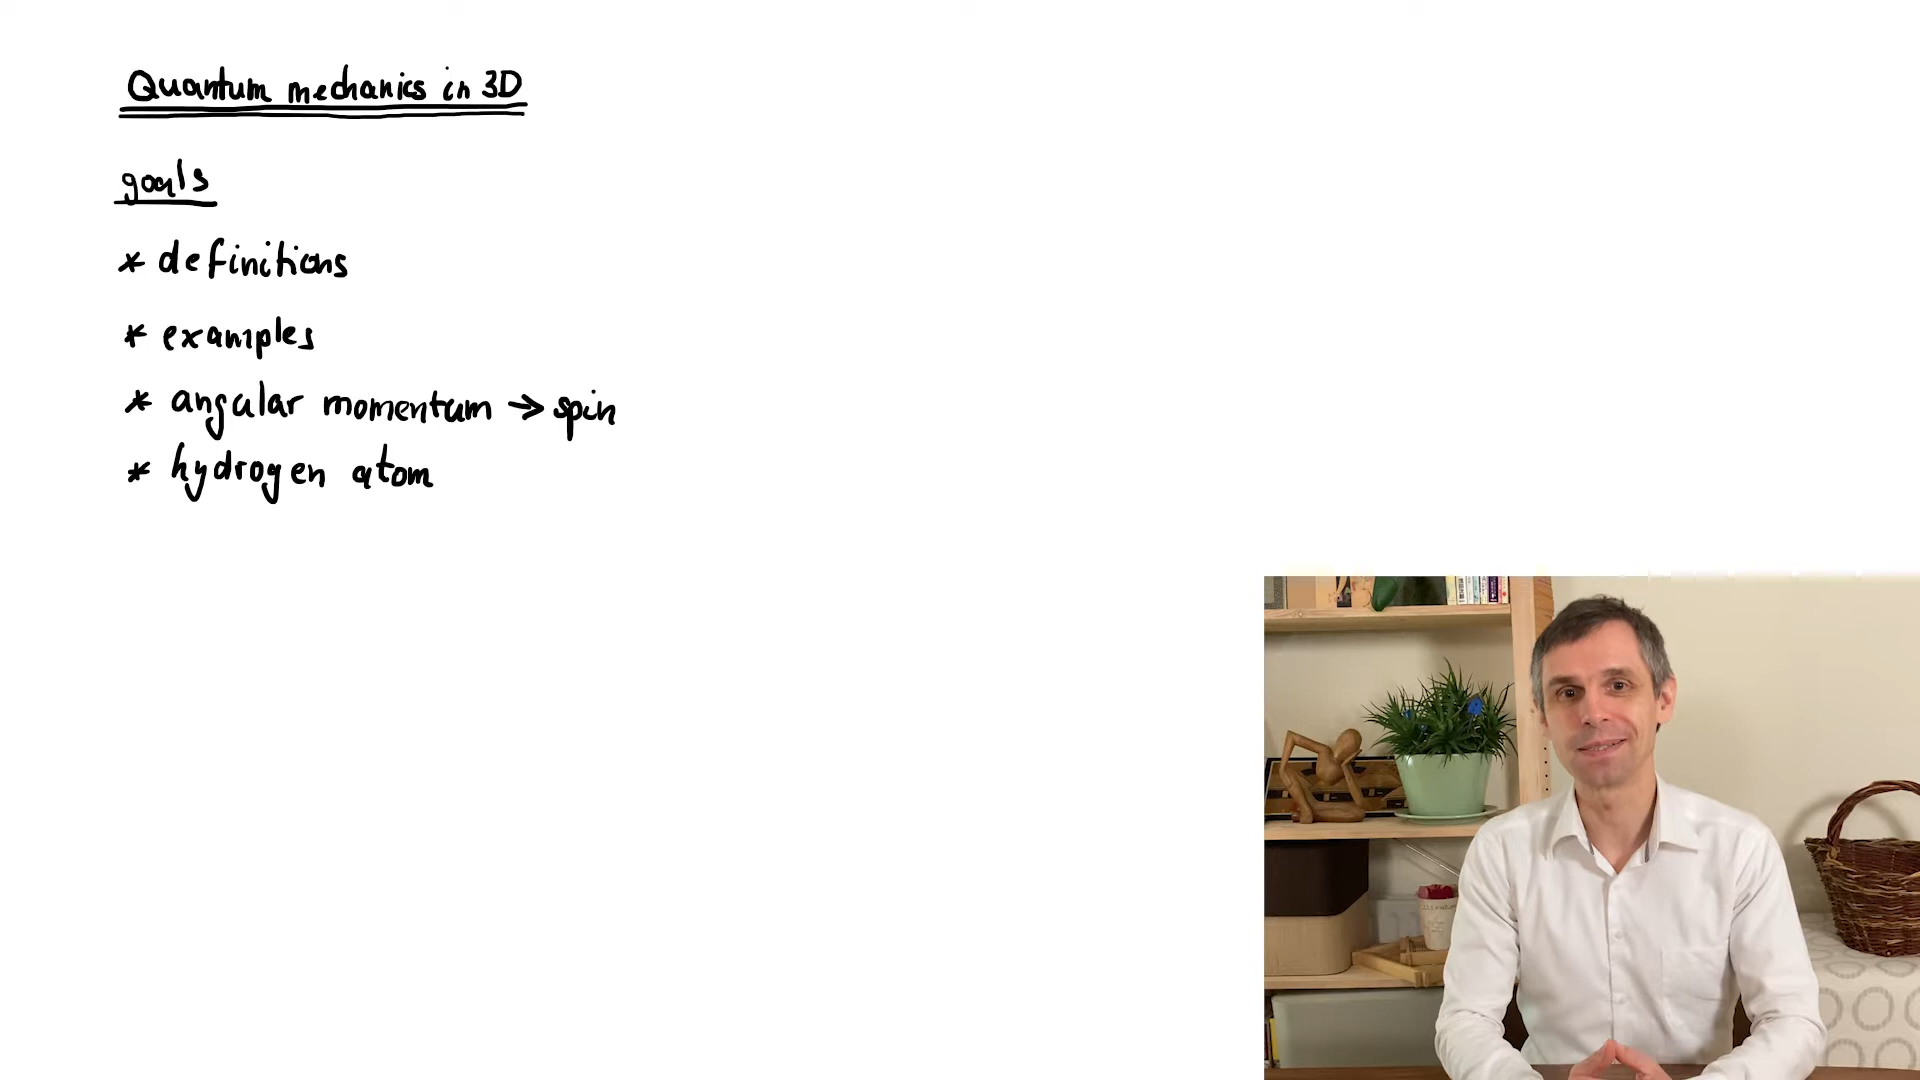 Quantum mechanics in 3D
goals
* definitions
* examples
* angular momentum → spin
* hydrogen atom